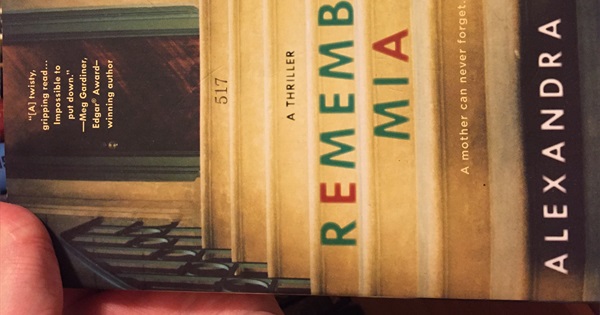 "[A] twisty,
gripping read...
Impossible to
put down."
—Meg Gardiner,
Edgar® Award–
winning author
517
A THRILLER
REMEMB
MIA
A mother can never forget.
ALEXANDRA